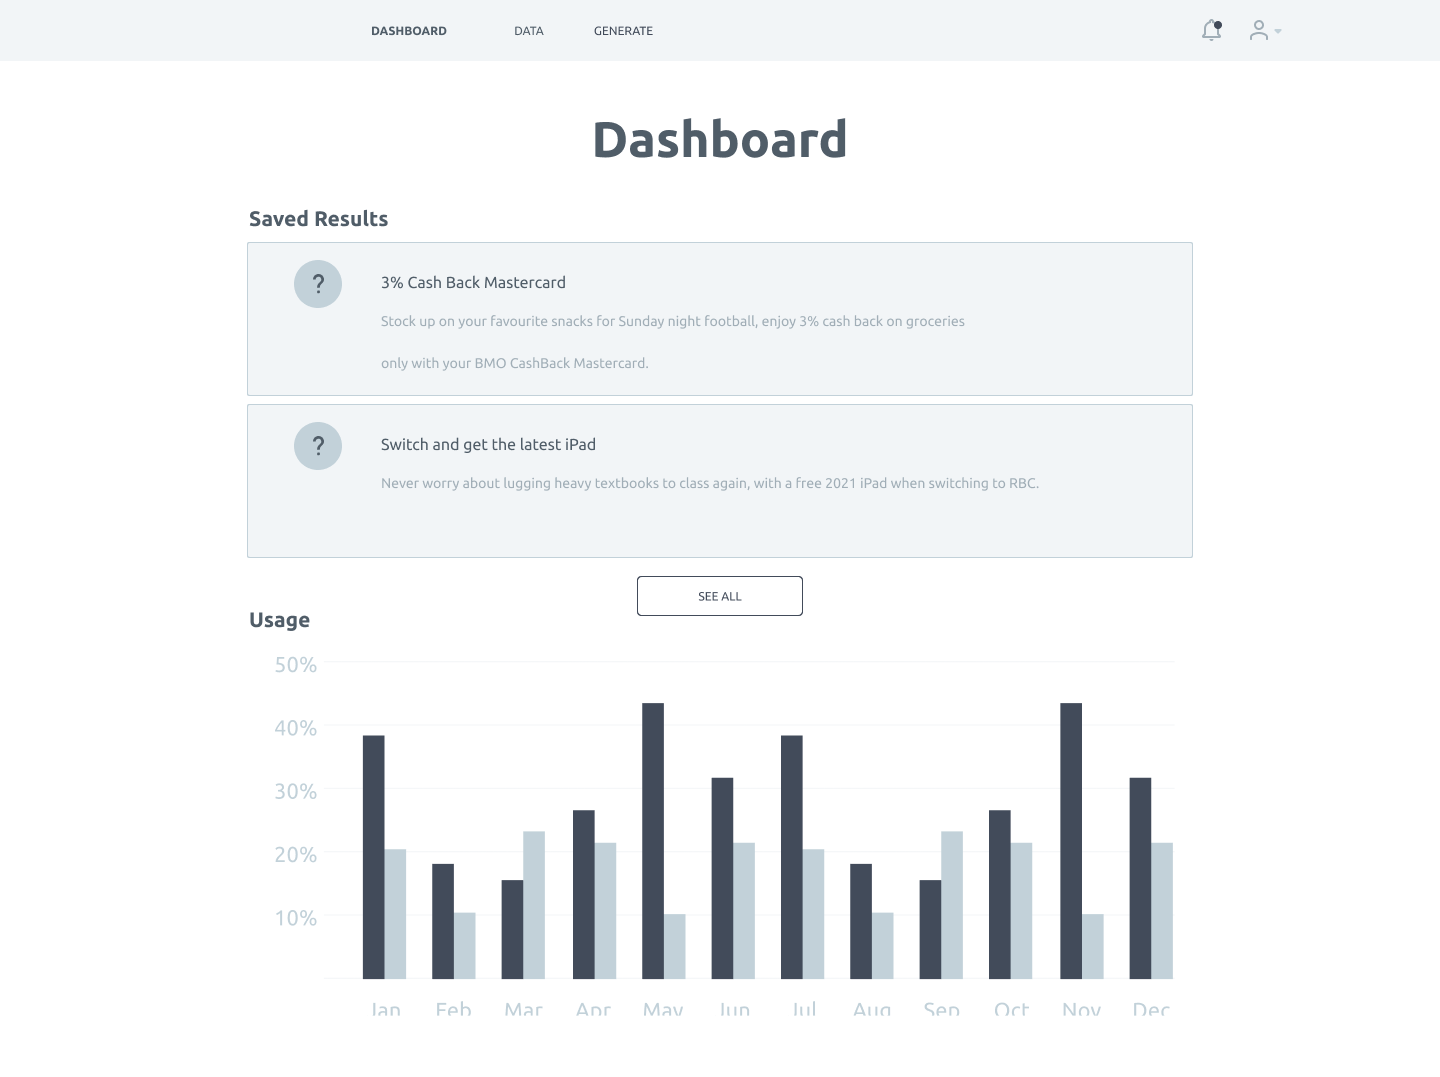 DASHBOARD DATA GENERATE
Dashboard
Saved Results
?
3% Cash Back Mastercard
Stock up on your favourite snacks for Sunday night football, enjoy 3% cash back on groceries
only with your BMO CashBack Mastercard.
?
Switch and get the latest iPad
Never worry about lugging heavy textbooks to class again, with a free 2021 iPad when switching to RBC.
SEE ALL
Usage
50%
40%
30%
20%
10%
Jan Feb Mar Apr May Jun Jul Aug Sep Oct Nov Dec